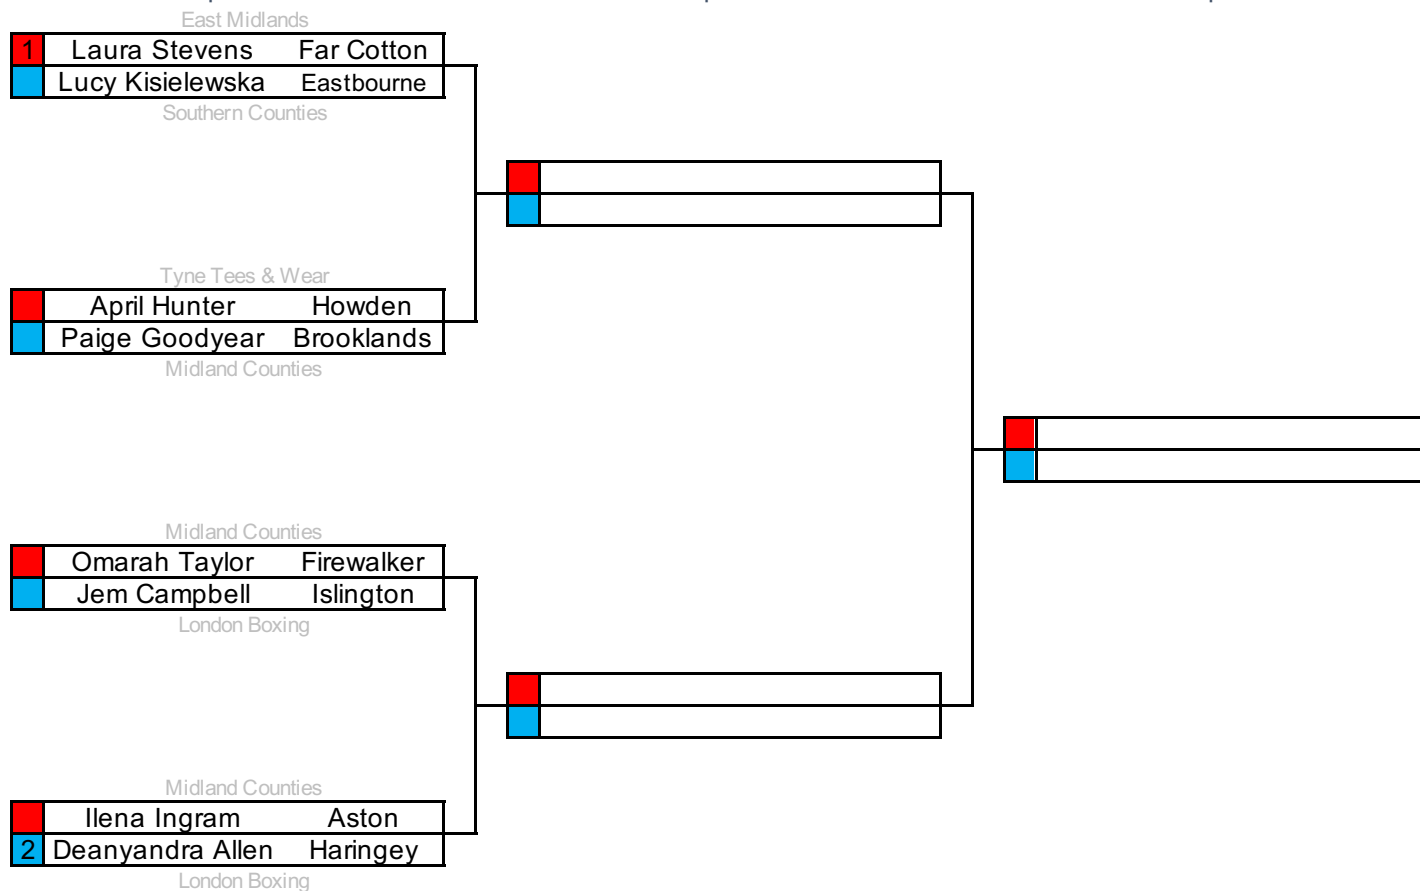 East Midlands
1 Laura Stevens Far Cotton
Lucy Kisielewska Eastbourne
Southern Counties
Tyne Tees & Wear
April Hunter Howden
Paige Goodyear Brooklands
Midland Counties
Midland Counties
Omarah Taylor Firewalker
Jem Campbell Islington
London Boxing
Midland Counties
Ilena Ingram Aston
2 Deanyandra Allen Haringey
London Boxing